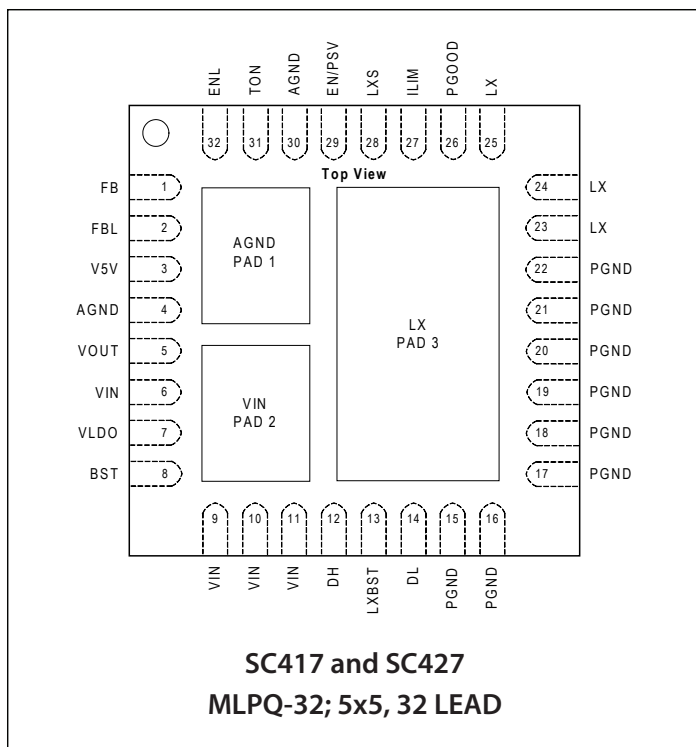 ENL TON AGND EN/PSV LXS ILIM PGOOD LX
32 31 30 29 28 27 26 25
Top View
FB 1
FBL 2
V5V 3
AGND 4
VOUT 5
VIN 6
VLDO 7
BST 8
AGND
PAD 1
VIN
PAD 2
LX
PAD 3
24 LX
23 LX
22 PGND
21 PGND
20 PGND
19 PGND
18 PGND
17 PGND
9 10 11 12 13 14 15 16
VIN VIN VIN DH LXBST DL PGND PGND
SC417 and SC427
MLPQ-32; 5x5, 32 LEAD